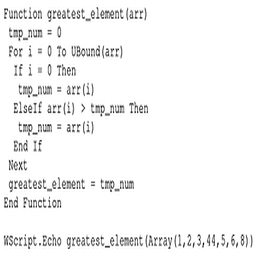 Function greatest_element(arr)
 tmp_num = 0
 For i = 0 To UBound(arr)
  If i = 0 Then
   tmp_num = arr(i)
  ElseIf arr(i) > tmp_num Then
   tmp_num = arr(i)
  End If
 Next
 greatest_element = tmp_num
End Function

WScript.Echo greatest_element(Array(1,2,3,44,5,6,8))